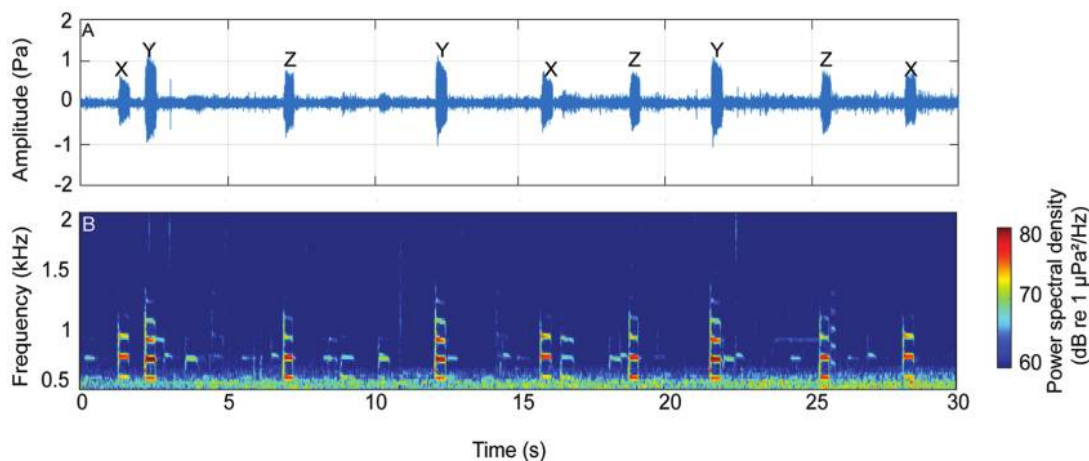 A
Amplitude (Pa)
2
1
0
-1
-2
X Y Z Y X Z Y Z X
B
Frequency (kHz)
2
1.5
1
0.5
0 5 10 15 20 25 30
Time (s)
80
70
60
Power spectral density
(dB re 1 µPa²/Hz)